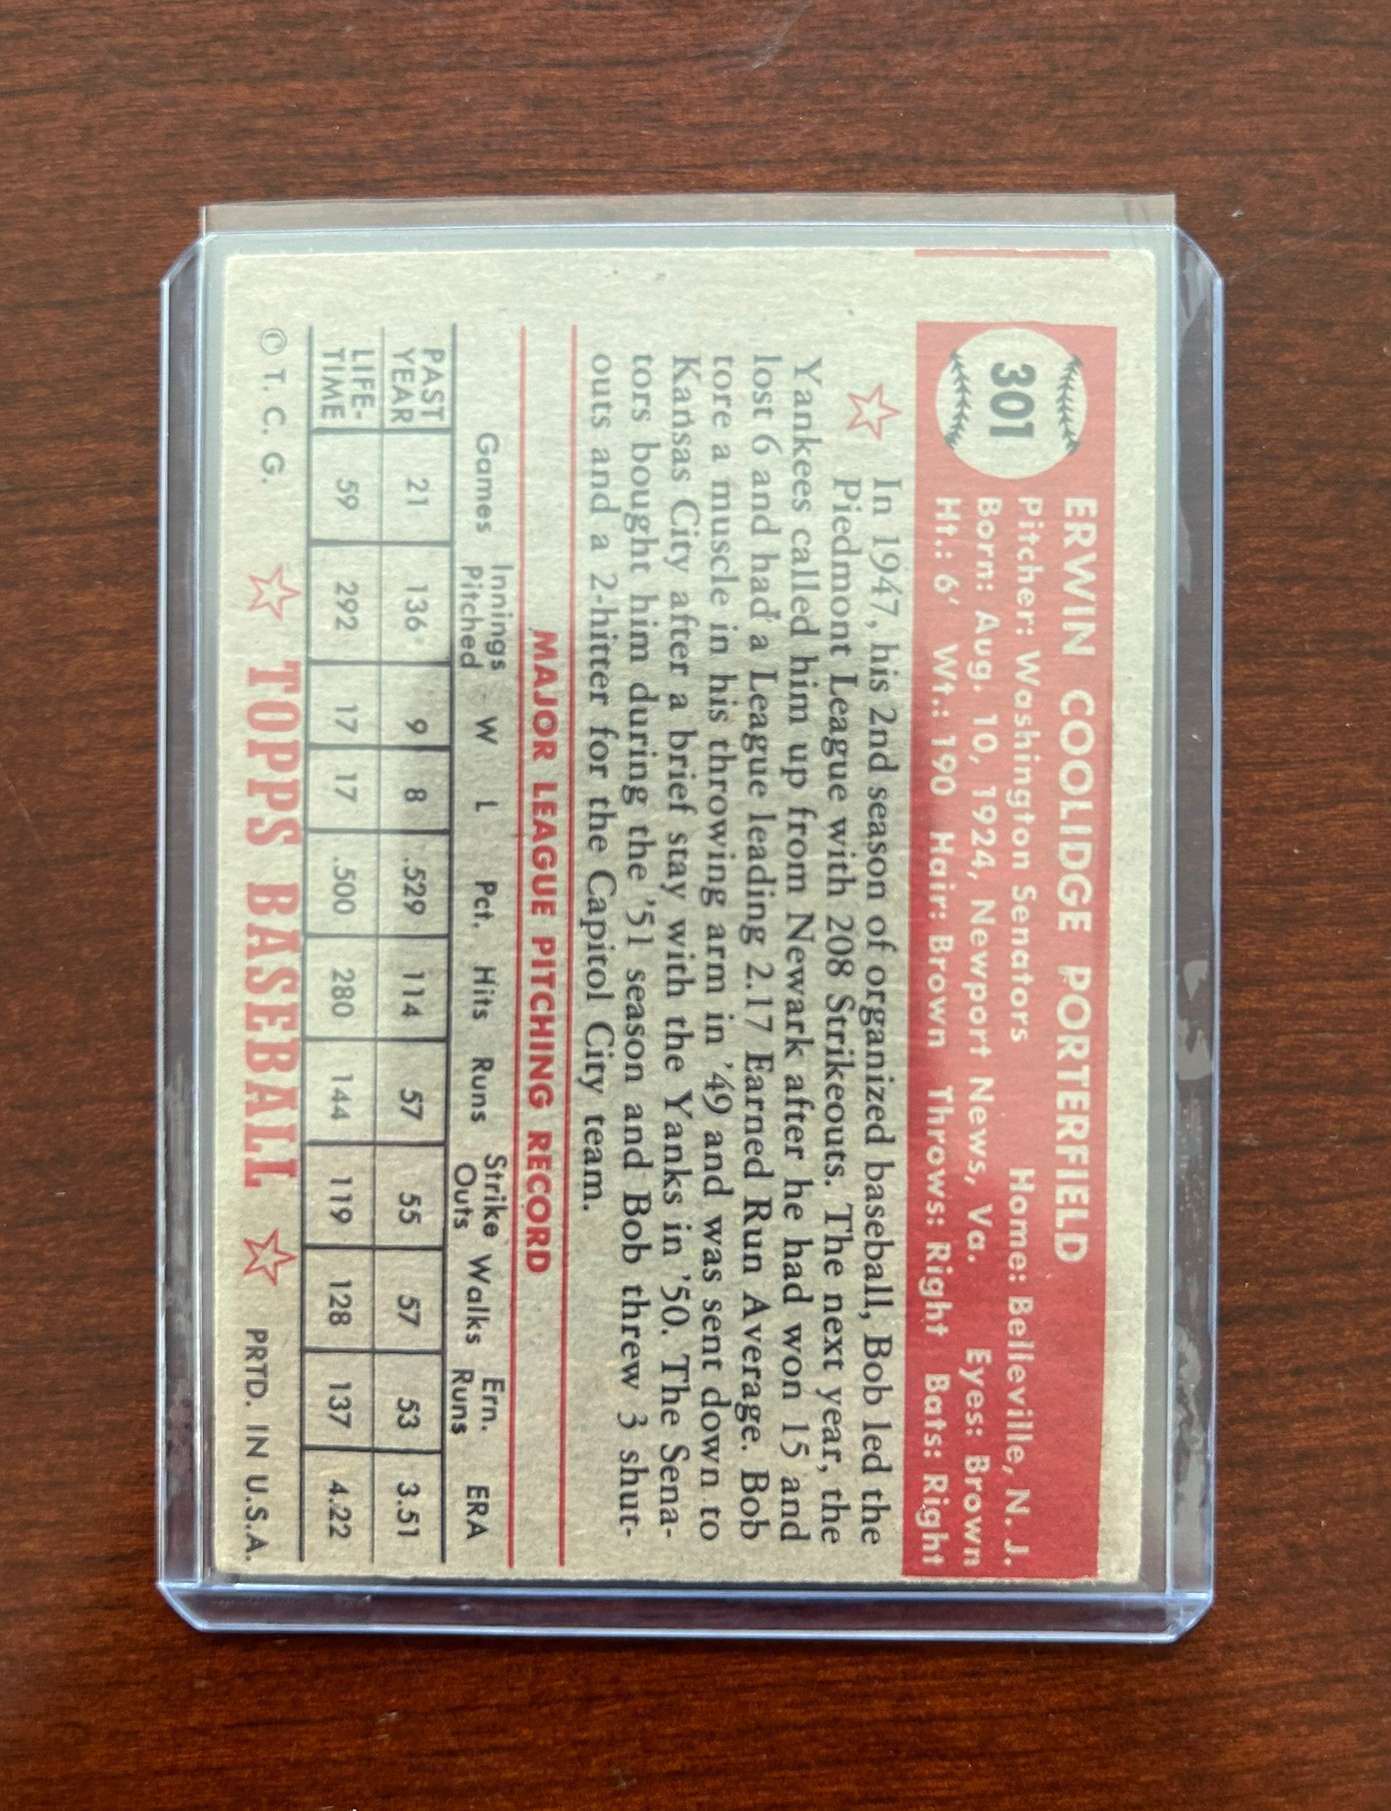 301
ERWIN COOLIDGE PORTERFIELD
Pitcher: Washington Senators Home: Belleville, N. J.
Born: Aug. 10, 1924, Newport News, Va. Eyes: Brown
Ht.: 6' Wt.: 190 Hair: Brown Throws: Right Bats: Right
In 1947, his 2nd season of organized baseball, Bob led the
Piedmont League with 208 Strikeouts. The next year, the
Yankees called him up from Newark after he had won 15 and
lost 6 and had a League leading 2.17 Earned Run Average. Bob
tore a muscle in his throwing arm in '49 and was sent down to
Kansas City after a brief stay with the Yanks in '50. The Sena-
tors bought him during the '51 season and Bob threw 3 shut-
outs and a 2-hitter for the Capitol City team.
MAJOR LEAGUE PITCHING RECORD
Games Innings Pitched W L Pct. Hits Runs Strike Outs Walks Ern. Runs ERA
PAST YEAR 21 136 9 8 .529 114 57 55 57 53 3.51
LIFE-TIME 59 292 17 17 .500 280 144 119 128 137 4.22
© T. C. G. TOPPS BASEBALL PRTD. IN U.S.A.